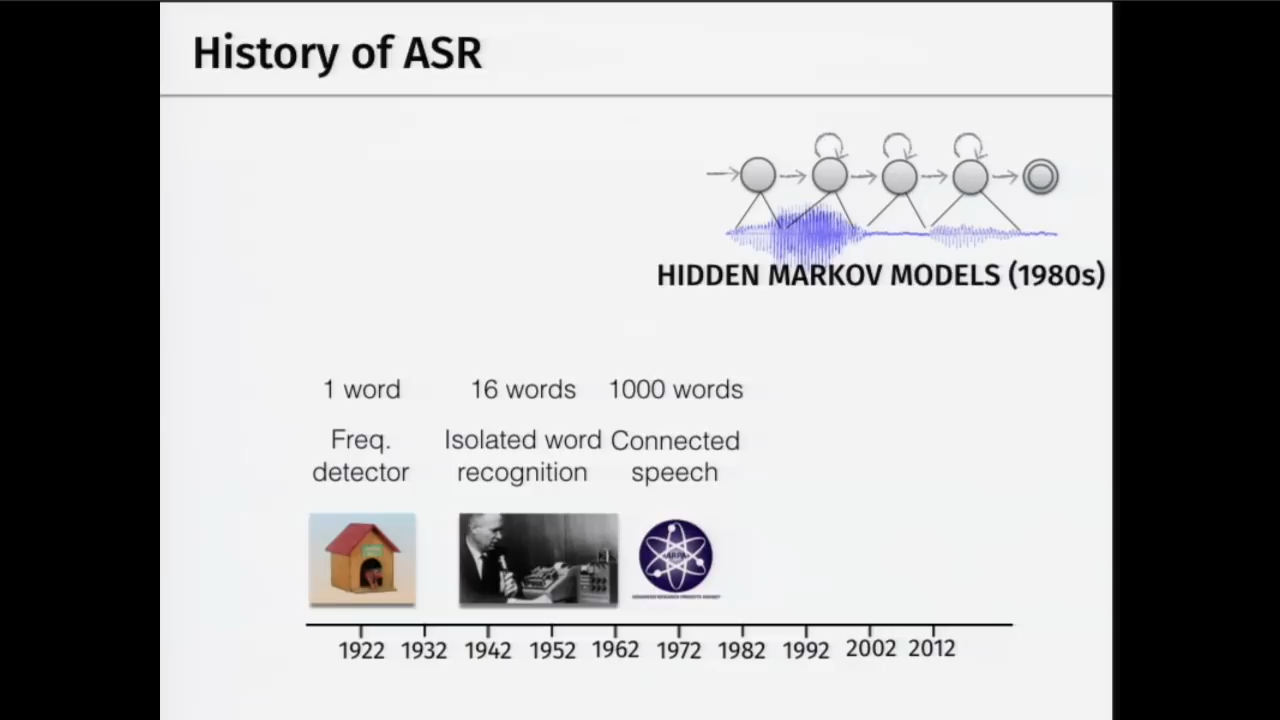 History of ASR
HIDDEN MARKOV MODELS (1980s)
1 word 16 words 1000 words
Freq. detector
Isolated word recognition
Connected speech
ARPA
1922 1932 1942 1952 1962 1972 1982 1992 2002 2012